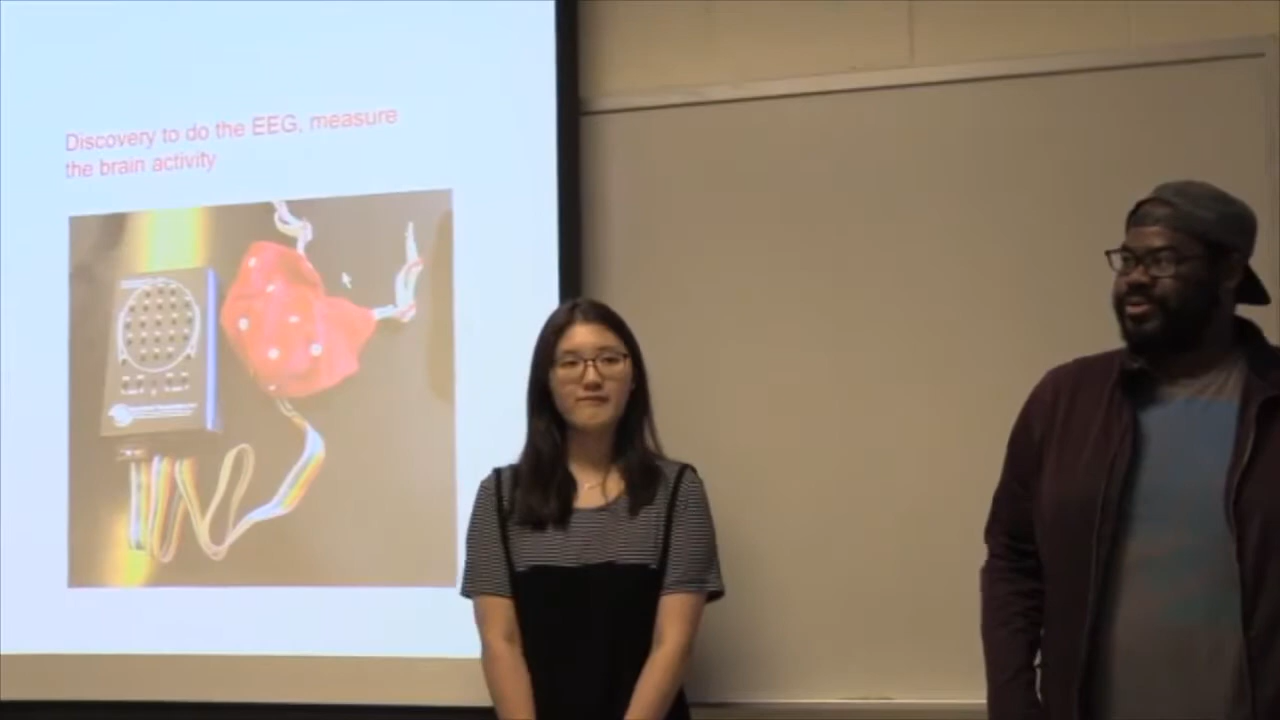 Discovery to do the EEG, measure
the brain activity